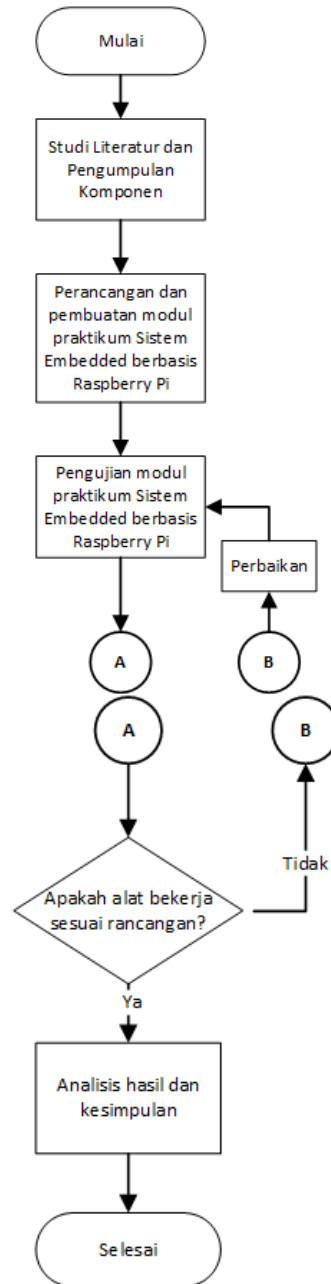 Mulai
Studi Literatur dan
Pengumpulan
Komponen
Perancangan dan
pembuatan modul
praktikum Sistem
Embedded berbasis
Raspberry Pi
Pengujian modul
praktikum Sistem
Embedded berbasis
Raspberry Pi
Perbaikan
A
B
A
B
Tidak
Apakah alat bekerja
sesuai rancangan?
Ya
Analisis hasil dan
kesimpulan
Selesai